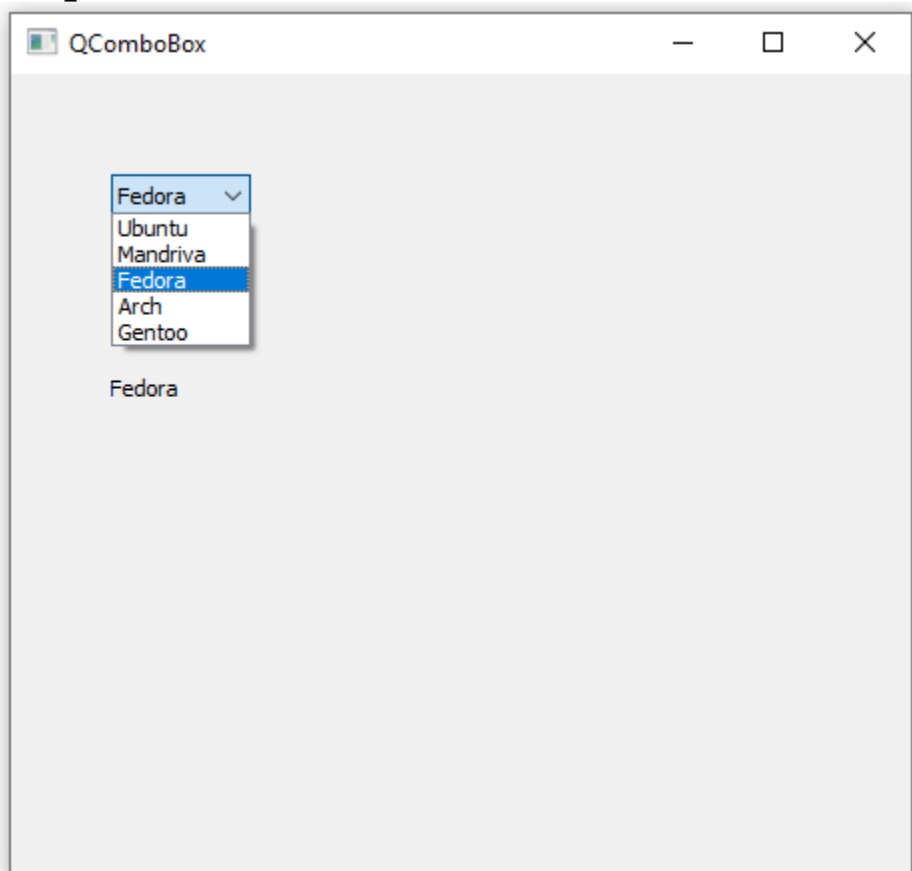 QComboBox
Fedora
Ubuntu
Mandriva
Fedora
Arch
Gentoo
Fedora